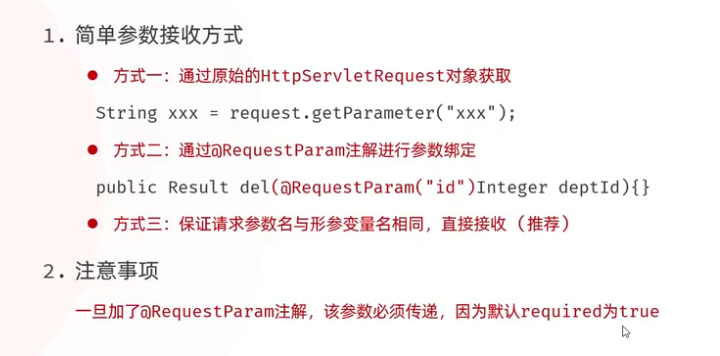 1. 简单参数接收方式
● 方式一：通过原始的HttpServletRequest对象获取
String xxx = request.getParameter("xxx");
● 方式二：通过@RequestParam注解进行参数绑定
public Result del(@RequestParam("id")Integer deptId){}
● 方式三：保证请求参数名与形参变量名相同，直接接收（推荐）
2. 注意事项
一旦加了@RequestParam注解，该参数必须传递，因为默认required为true